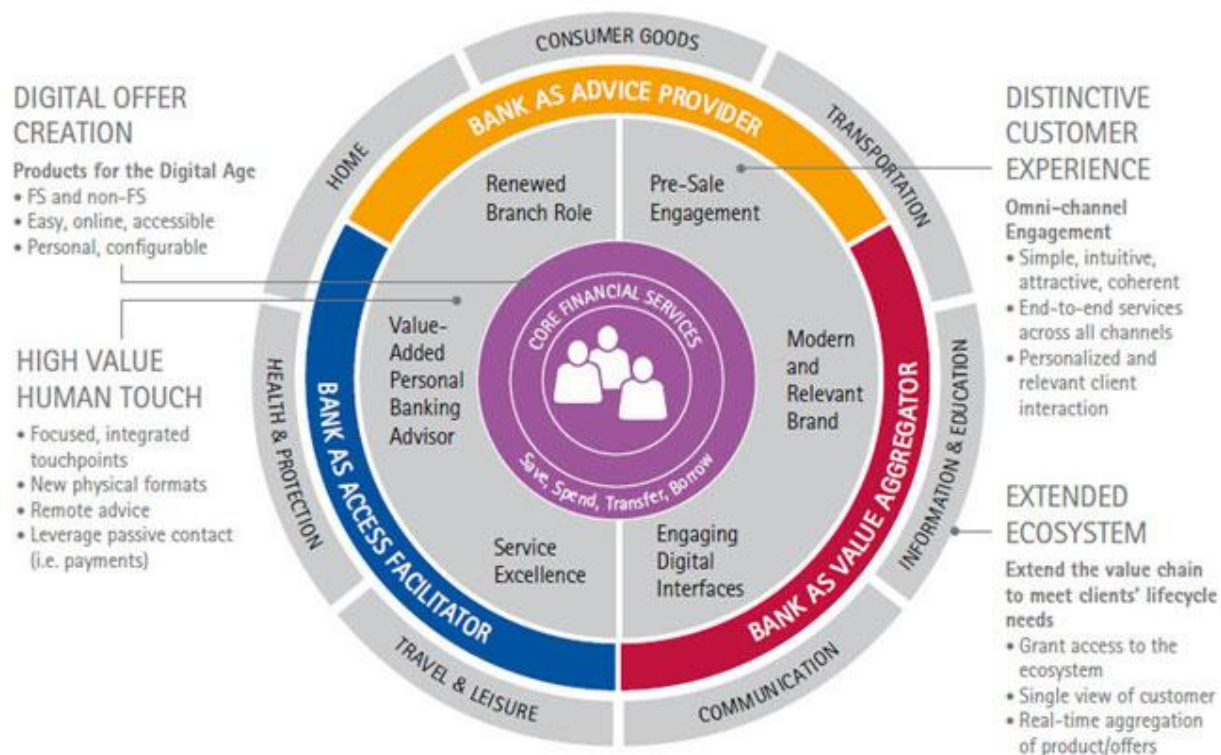 CONSUMER GOODS
DIGITAL OFFER
CREATION
Products for the Digital Age
• FS and non-FS
• Easy, online, accessible
• Personal, configurable
HIGH VALUE
HUMAN TOUCH
• Focused, integrated
touchpoints
• New physical formats
• Remote advice
• Leverage passive contact
(i.e. payments)
HOME
HEALTH & PROTECTION
TRAVEL & LEISURE
BANK AS ADVICE PROVIDER
BANK AS ACCESS FACILITATOR
BANK AS VALUE AGGREGATOR
Renewed
Branch Role
Pre-Sale
Engagement
Value-
Added
Personal
Banking
Advisor
CORE FINANCIAL SERVICES
Save, Spend, Transfer, Borrow
Modern
and
Relevant
Brand
Service
Excellence
Engaging
Digital
Interfaces
TRANSPORTATION
INFORMATION & EDUCATION
COMMUNICATION
DISTINCTIVE
CUSTOMER
EXPERIENCE
Omni-channel
Engagement
• Simple, intuitive,
attractive, coherent
• End-to-end services
across all channels
• Personalized and
relevant client
interaction
EXTENDED
ECOSYSTEM
Extend the value chain
to meet clients' lifecycle
needs
• Grant access to the
ecosystem
• Single view of customer
• Real-time aggregation
of product/offers